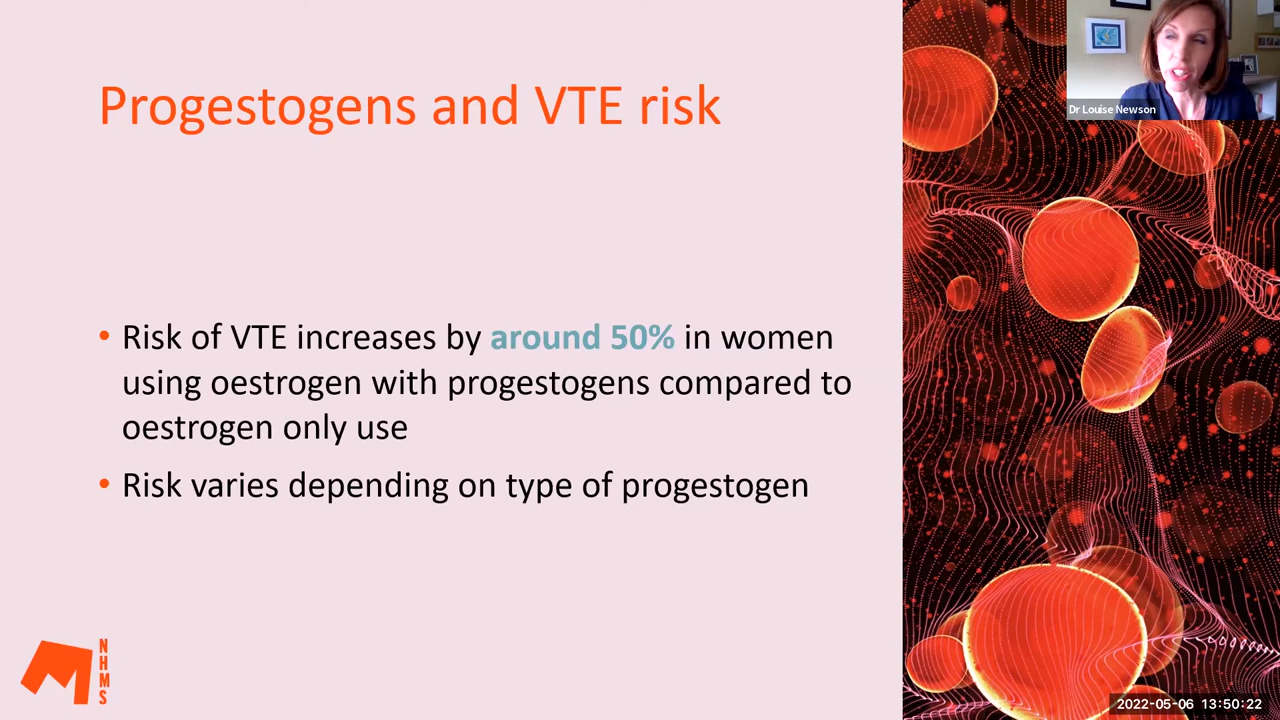 Progestogens and VTE risk
Dr Louise Newson
• Risk of VTE increases by around 50% in women
using oestrogen with progestogens compared to
oestrogen only use
• Risk varies depending on type of progestogen
NHMS
2022-05-06 13:50:22